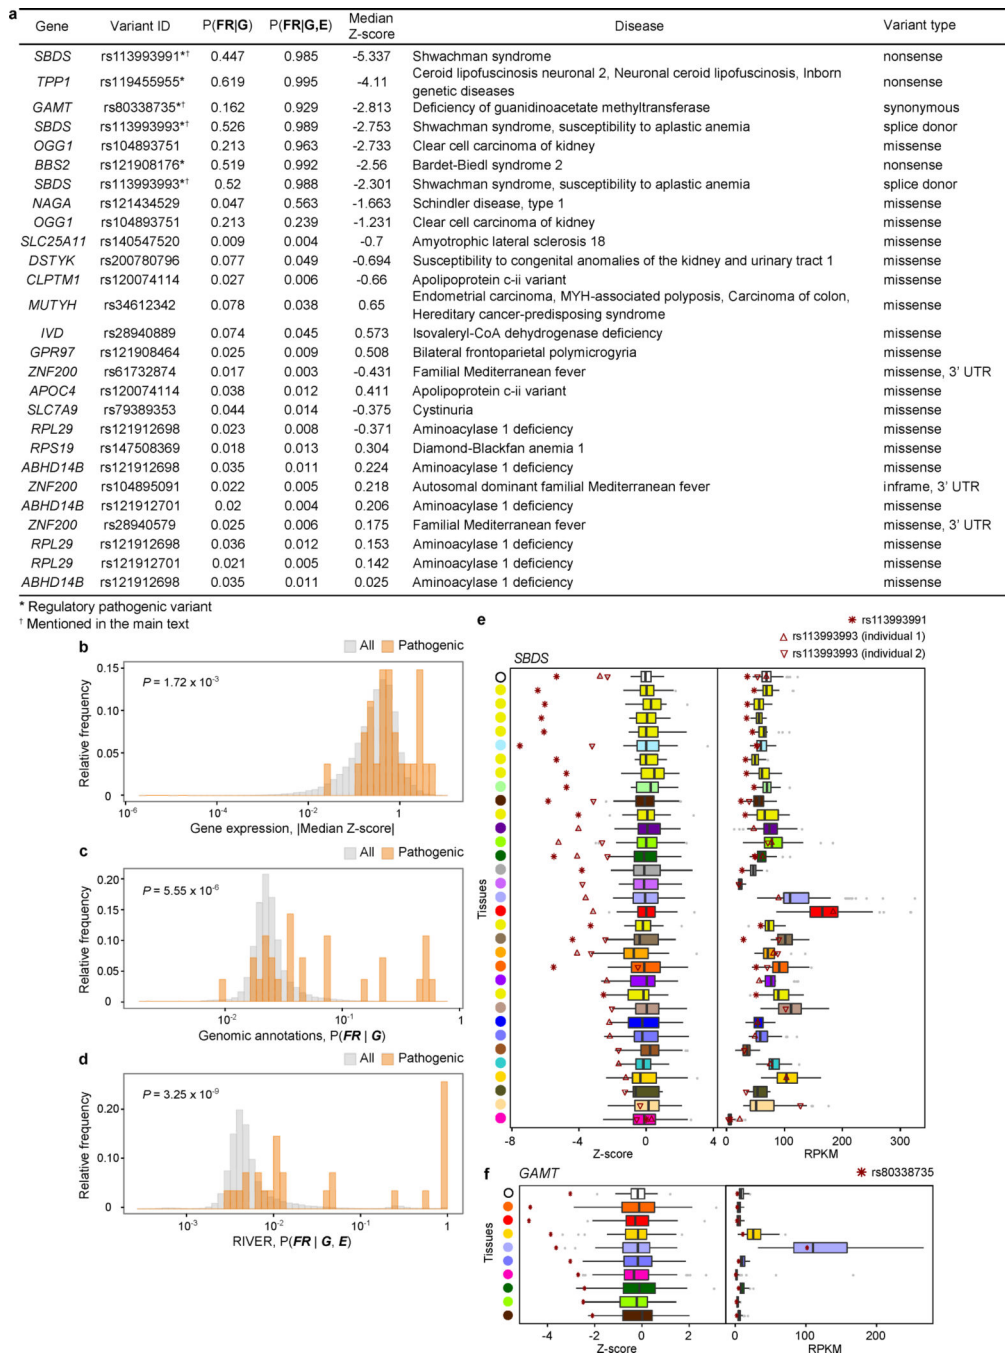 a
Gene Variant ID P(FR|G) P(FR|G,E) Median Z-score Disease Variant type
SBDS rs113993991*† 0.447 0.985 -5.337 Shwachman syndrome nonsense
TPP1 rs119455955* 0.619 0.995 -4.11 Ceroid lipofuscinosis neuronal 2, Neuronal ceroid lipofuscinosis, Inborn genetic diseases nonsense
GAMT rs80338735*† 0.162 0.929 -2.813 Deficiency of guanidinoacetate methyltransferase synonymous
SBDS rs113993993*† 0.526 0.989 -2.753 Shwachman syndrome, susceptibility to aplastic anemia splice donor
OGG1 rs104893751 0.213 0.963 -2.733 Clear cell carcinoma of kidney missense
BBS2 rs121908176* 0.519 0.992 -2.56 Bardet-Biedl syndrome 2 nonsense
SBDS rs113993993*† 0.52 0.988 -2.301 Shwachman syndrome, susceptibility to aplastic anemia splice donor
NAGA rs121434529 0.047 0.563 -1.663 Schindler disease, type 1 missense
OGG1 rs104893751 0.213 0.239 -1.231 Clear cell carcinoma of kidney missense
SLC25A11 rs140547520 0.009 0.004 -0.7 Amyotrophic lateral sclerosis 18 missense
DSTYK rs200780796 0.077 0.049 -0.694 Susceptibility to congenital anomalies of the kidney and urinary tract 1 missense
CLPTM1 rs120074114 0.027 0.006 -0.66 Apolipoprotein c-ii variant missense
MUTYH rs34612342 0.078 0.038 0.65 Endometrial carcinoma, MYH-associated polyposis, Carcinoma of colon, Hereditary cancer-predisposing syndrome missense
IVD rs28940889 0.074 0.045 0.573 Isovaleryl-CoA dehydrogenase deficiency missense
GPR97 rs121908464 0.025 0.009 0.508 Bilateral frontoparietal polymicrogyria missense
ZNF200 rs61732874 0.017 0.003 -0.431 Familial Mediterranean fever missense, 3' UTR
APOC4 rs120074114 0.038 0.012 0.411 Apolipoprotein c-ii variant missense
SLC7A9 rs79389353 0.044 0.014 -0.375 Cystinuria missense
RPL29 rs121912698 0.023 0.008 -0.371 Aminoacylase 1 deficiency missense
RPS19 rs147508369 0.018 0.013 0.304 Diamond-Blackfan anemia 1 missense
ABHD14B rs121912698 0.035 0.011 0.224 Aminoacylase 1 deficiency missense
ZNF200 rs104895091 0.022 0.005 0.218 Autosomal dominant familial Mediterranean fever inframe, 3' UTR
ABHD14B rs121912701 0.02 0.004 0.206 Aminoacylase 1 deficiency missense
ZNF200 rs28940579 0.025 0.006 0.175 Familial Mediterranean fever missense, 3' UTR
RPL29 rs121912698 0.036 0.012 0.153 Aminoacylase 1 deficiency missense
RPL29 rs121912701 0.021 0.005 0.142 Aminoacylase 1 deficiency missense
ABHD14B rs121912698 0.035 0.011 0.025 Aminoacylase 1 deficiency missense
* Regulatory pathogenic variant
† Mentioned in the main text
b
All Pathogenic
P = 1.72 x 10⁻³
Relative frequency
0.15
0.10
0.05
0
10⁻⁶ 10⁻² 1
Gene expression, |Median Z-score|
c
All Pathogenic
P = 5.55 x 10⁻⁶
Relative frequency
0.20
0.15
0.10
0.05
0
10⁻² 10⁻¹ 1
Genomic annotations, P(FR | G)
d
All Pathogenic
P = 3.25 x 10⁻⁹
Relative frequency
0.20
0.10
0
10⁻³ 10⁻² 10⁻¹ 1
RIVER, P(FR | G, E)
e
rs113993991
rs113993993 (individual 1)
rs113993993 (individual 2)
SBDS
Tissues
-8 -4 0 4
Z-score
0 100 200 300
RPKM
f
GAMT
rs80338735
Tissues
-4 -2 0 2
Z-score
0 100 200
RPKM